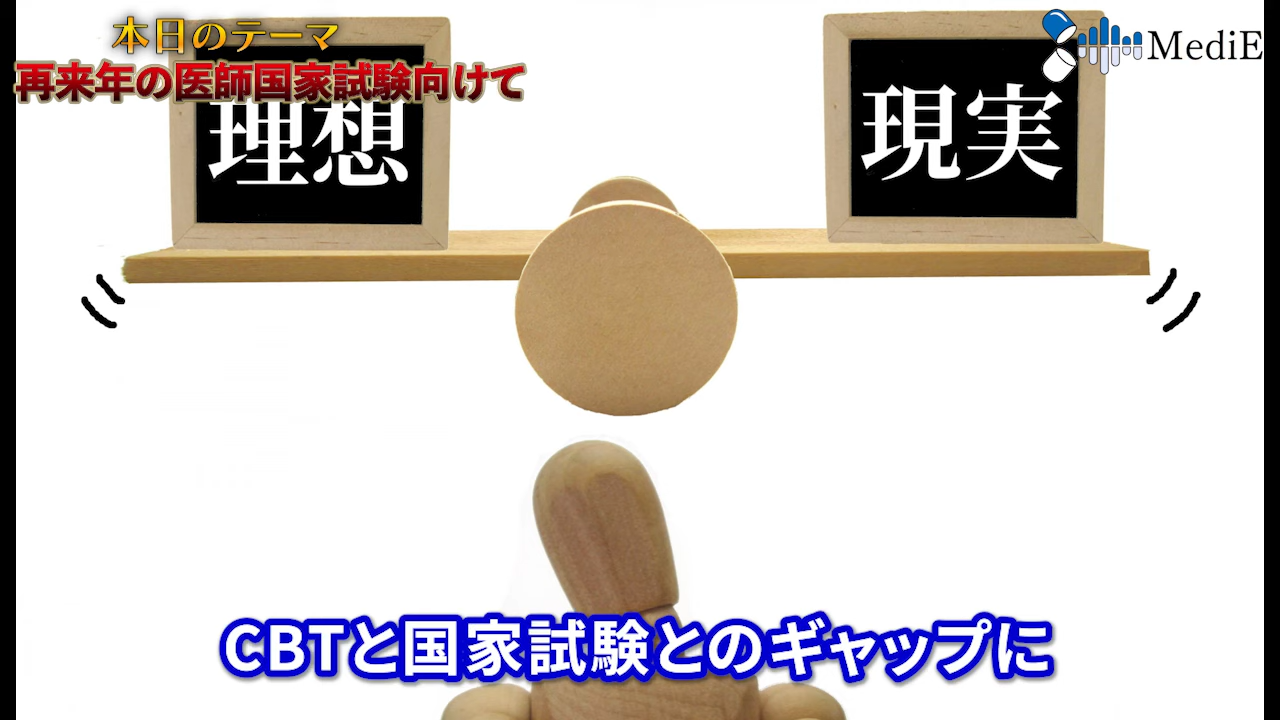 本日のテーマ
再来年の医師国家試験向けて
MediE
理想
現実
CBTと国家試験とのギャップに